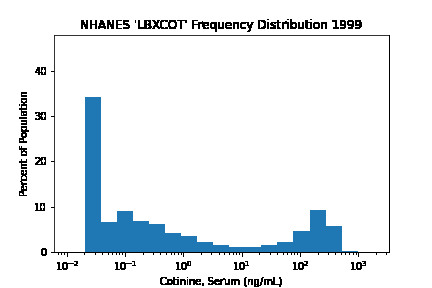 NHANES 'LBXCOT' Frequency Distribution 1999
Percent of Population
40
30
20
10
0
10⁻² 10⁻¹ 10⁰ 10¹ 10² 10³
Cotinine, Serum (ng/mL)